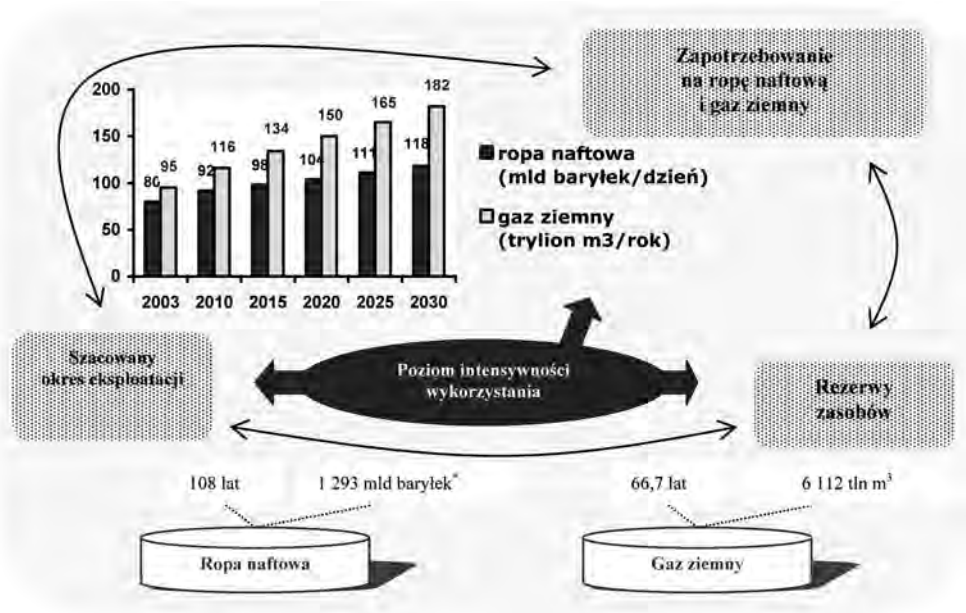 Zapotrzebowanie
na ropę naftową
i gaz ziemny
200
150
100
50
0
80 95
92 116
98 134
104 150
111 165
118 182
2003 2010 2015 2020 2025 2030
ropa naftowa
(mld baryłek/dzień)
gaz ziemny
(trylion m3/rok)
Szacowany
okres eksploatacji
Poziom intensywności
wykorzystania
Rezerwy
zasobów
108 lat 1 293 mld baryłek*
66,7 lat 6 112 tln m³
Ropa naftowa
Gaz ziemny